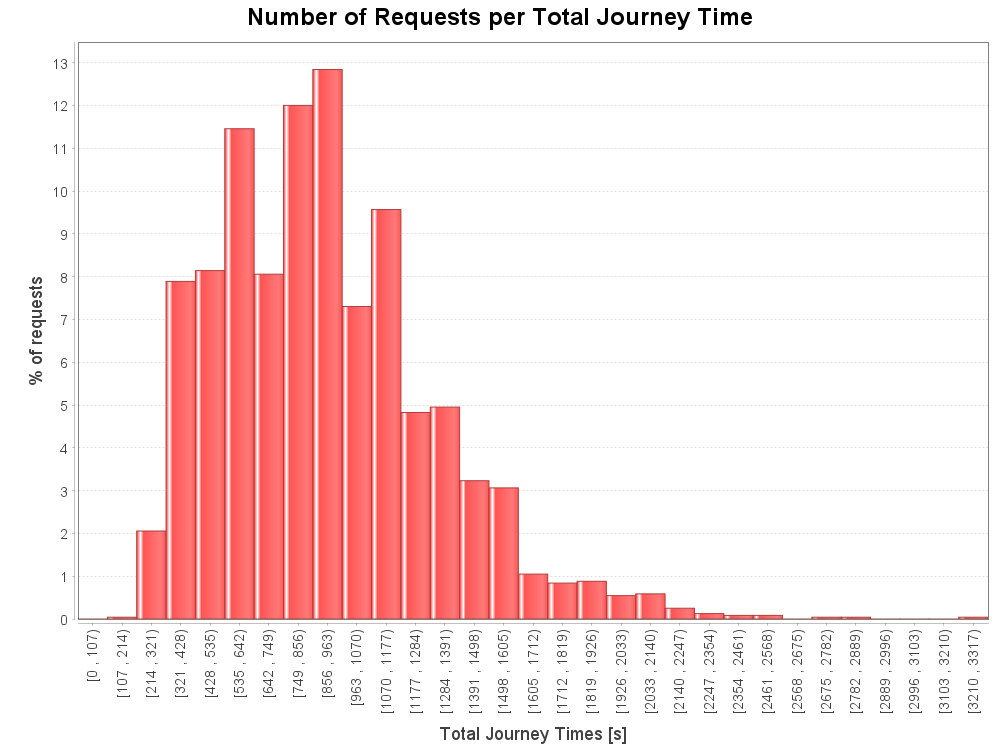 Number of Requests per Total Journey Time
13
12
11
10
9
8
7
6
5
4
3
2
1
0
% of requests
[0 , 107)
[107 , 214)
[214 , 321)
[321 , 428)
[428 , 535)
[535 , 642)
[642 , 749)
[749 , 856)
[856 , 963)
[963 , 1070)
[1070 , 1177)
[1177 , 1284)
[1284 , 1391)
[1391 , 1498)
[1498 , 1605)
[1605 , 1712)
[1712 , 1819)
[1819 , 1926)
[1926 , 2033)
[2033 , 2140)
[2140 , 2247)
[2247 , 2354)
[2354 , 2461)
[2461 , 2568)
[2568 , 2675)
[2675 , 2782)
[2782 , 2889)
[2889 , 2996)
[2996 , 3103)
[3103 , 3210)
[3210 , 3317)
Total Journey Times [s]